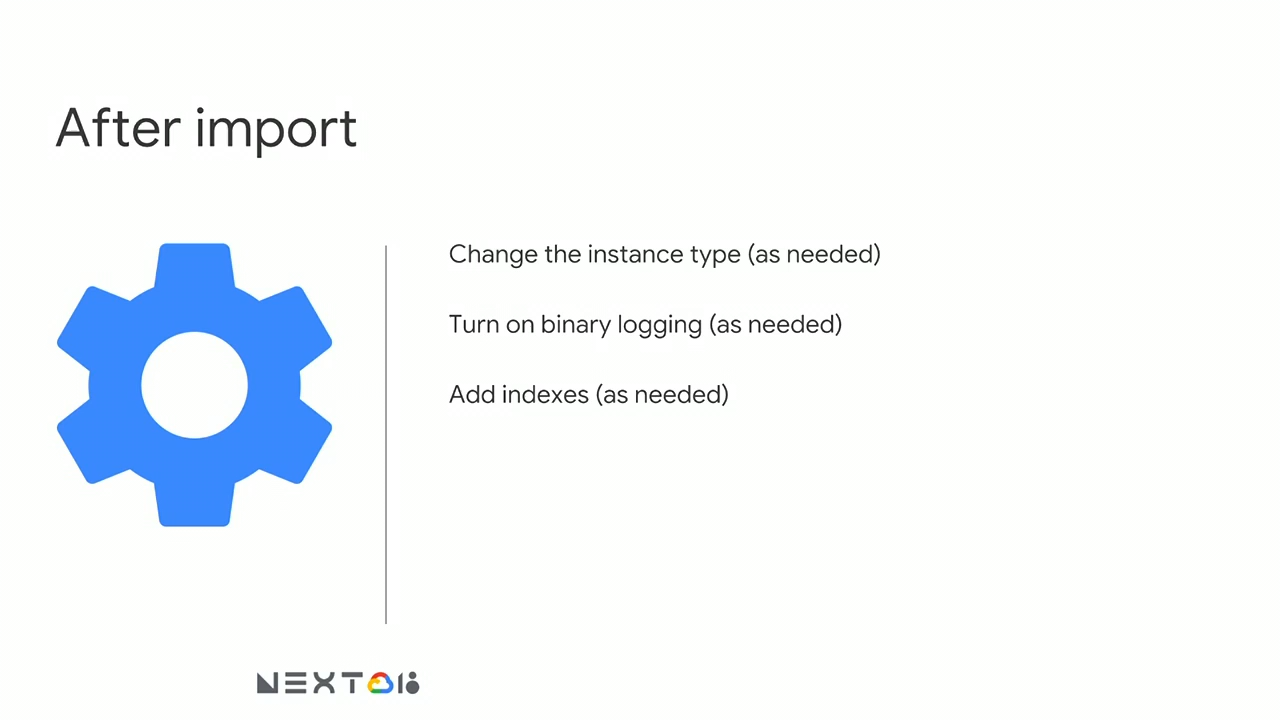 After import
Change the instance type (as needed)
Turn on binary logging (as needed)
Add indexes (as needed)
NEXT 18